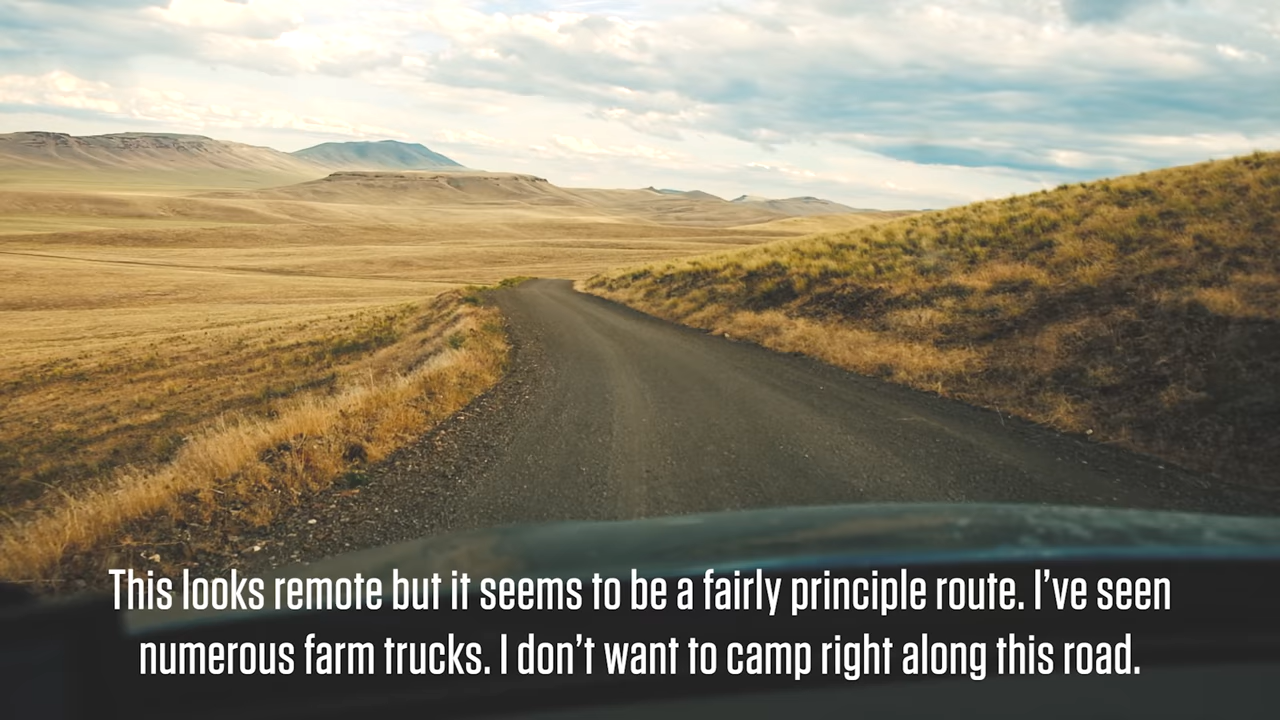 This looks remote but it seems to be a fairly principle route. I’ve seen
numerous farm trucks. I don’t want to camp right along this road.